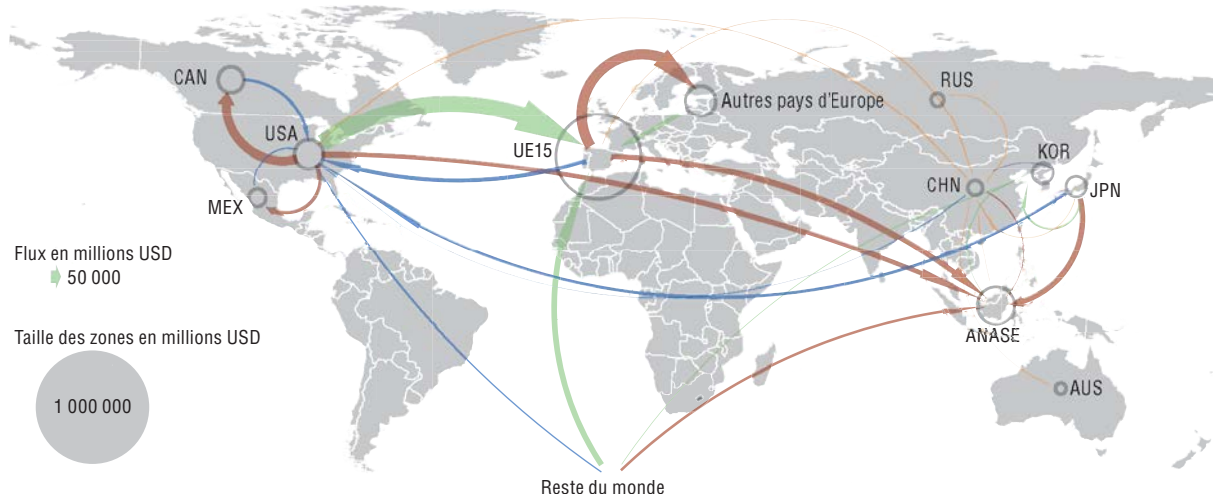 CAN
RUS
Autres pays d'Europe
USA
UE15
KOR
CHN
JPN
MEX
Flux en millions USD
50 000
Taille des zones en millions USD
ANASE
AUS
1 000 000
Reste du monde